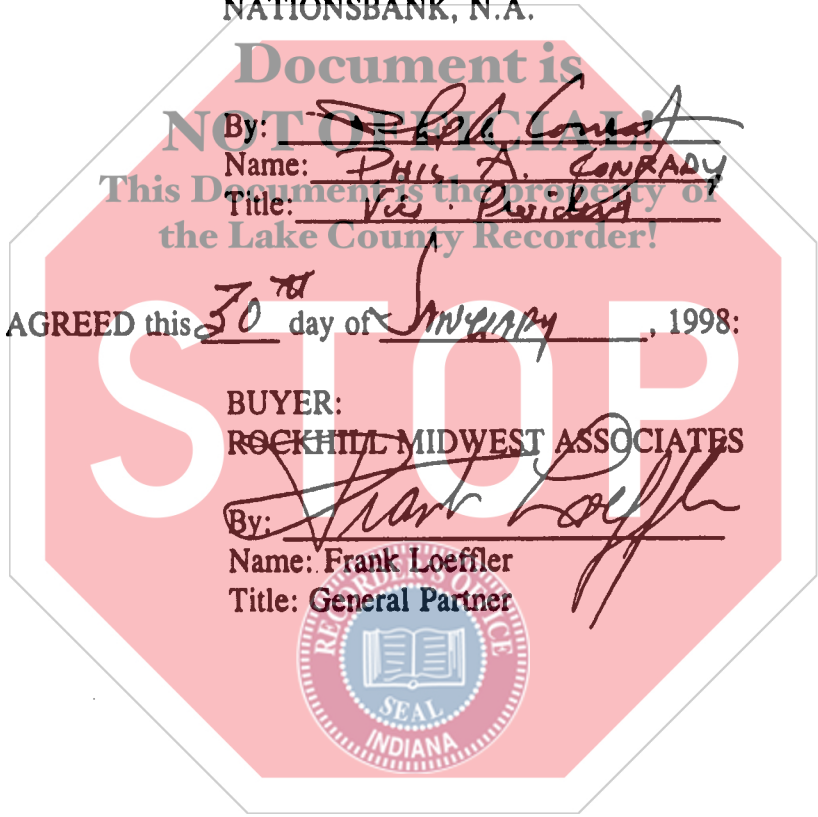 NATIONSBANK, N.A.
Document is
NOT OFFICIAL!
By:
Name: PHIL A. CONRADY
This Document is the property of
Title: Vice President
the Lake County Recorder!
AGREED this 30th day of January, 1998:
STOP
BUYER:
ROCKHILL MIDWEST ASSOCIATES
By: Frank Loeffler
Name: Frank Loeffler
Title: General Partner
RECORDER'S OFFICE
SEAL
INDIANA